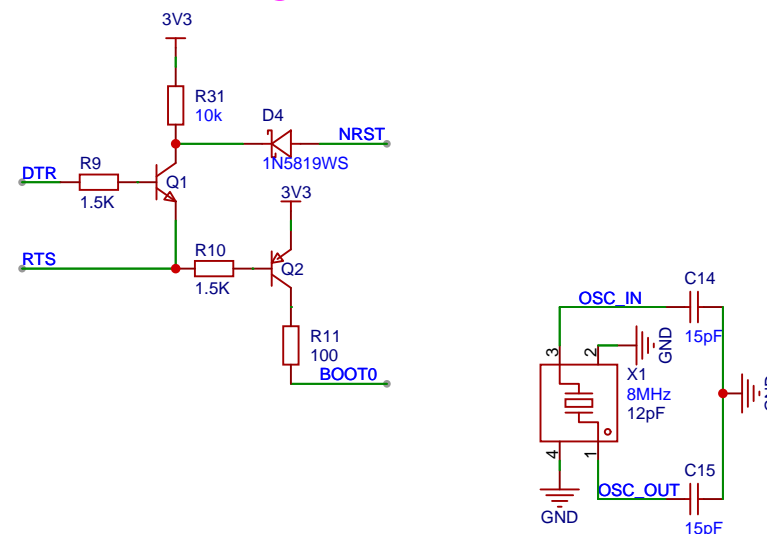 3V3
R31
10k
D4
NRST
1N5819WS
R9
DTR
Q1
1.5K
3V3
RTS
R10
Q2
1.5K
R11
100
BOOT0
C14
OSC_IN
15pF
GND
3
2
X1
8MHz
12pF
GND
4
1
C15
OSC_OUT
GND
15pF